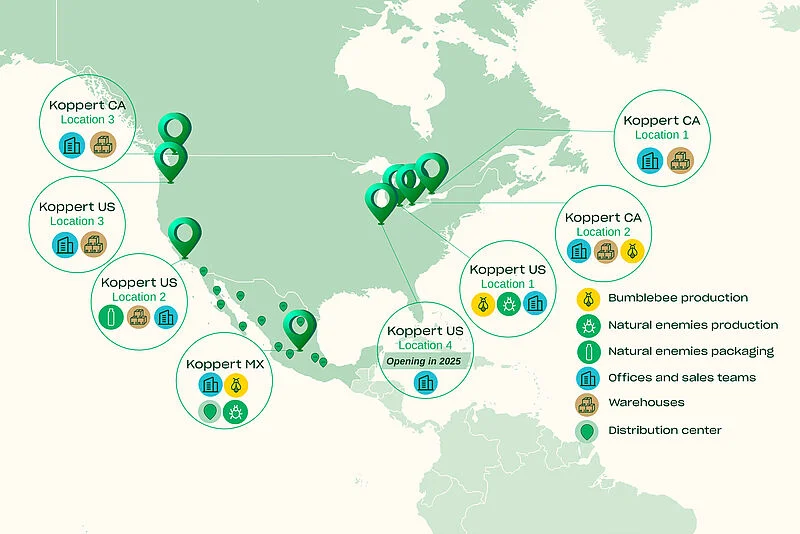 Koppert CA
Location 3
Koppert US
Location 3
Koppert US
Location 2
Koppert MX
Koppert US
Location 4
Opening in 2025
Koppert US
Location 1
Koppert CA
Location 2
Koppert CA
Location 1
Bumblebee production
Natural enemies production
Natural enemies packaging
Offices and sales teams
Warehouses
Distribution center